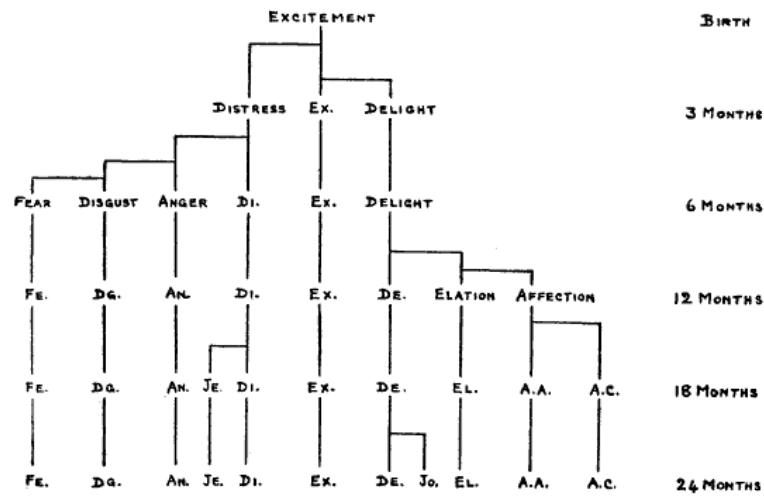 EXCITEMENT BIRTH
DISTRESS EX. DELIGHT 3 MONTHS
FEAR DISGUST ANGER DI. EX. DELIGHT 6 MONTHS
FE. DG. AN. DI. EX. DE. ELATION AFFECTION 12 MONTHS
FE. DG. AN. JE. DI. EX. DE. EL. A.A. A.C. 18 MONTHS
FE. DG. AN. JE. DI. EX. DE. JO. EL. A.A. A.C. 24 MONTHS